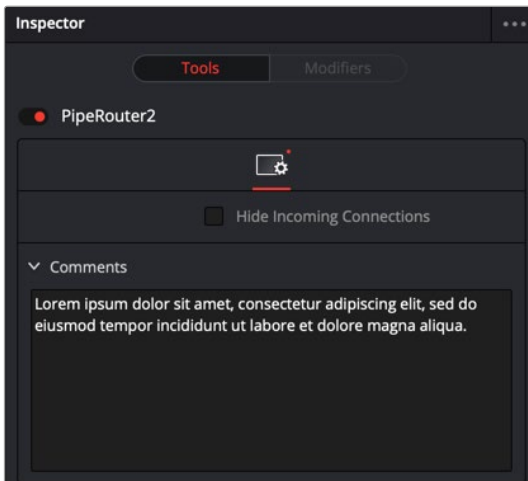 Inspector
Tools
Modifiers
PipeRouter2
Hide Incoming Connections
Comments
Lorem ipsum dolor sit amet, consectetur adipiscing elit, sed do
eiusmod tempor incididunt ut labore et dolore magna aliqua.